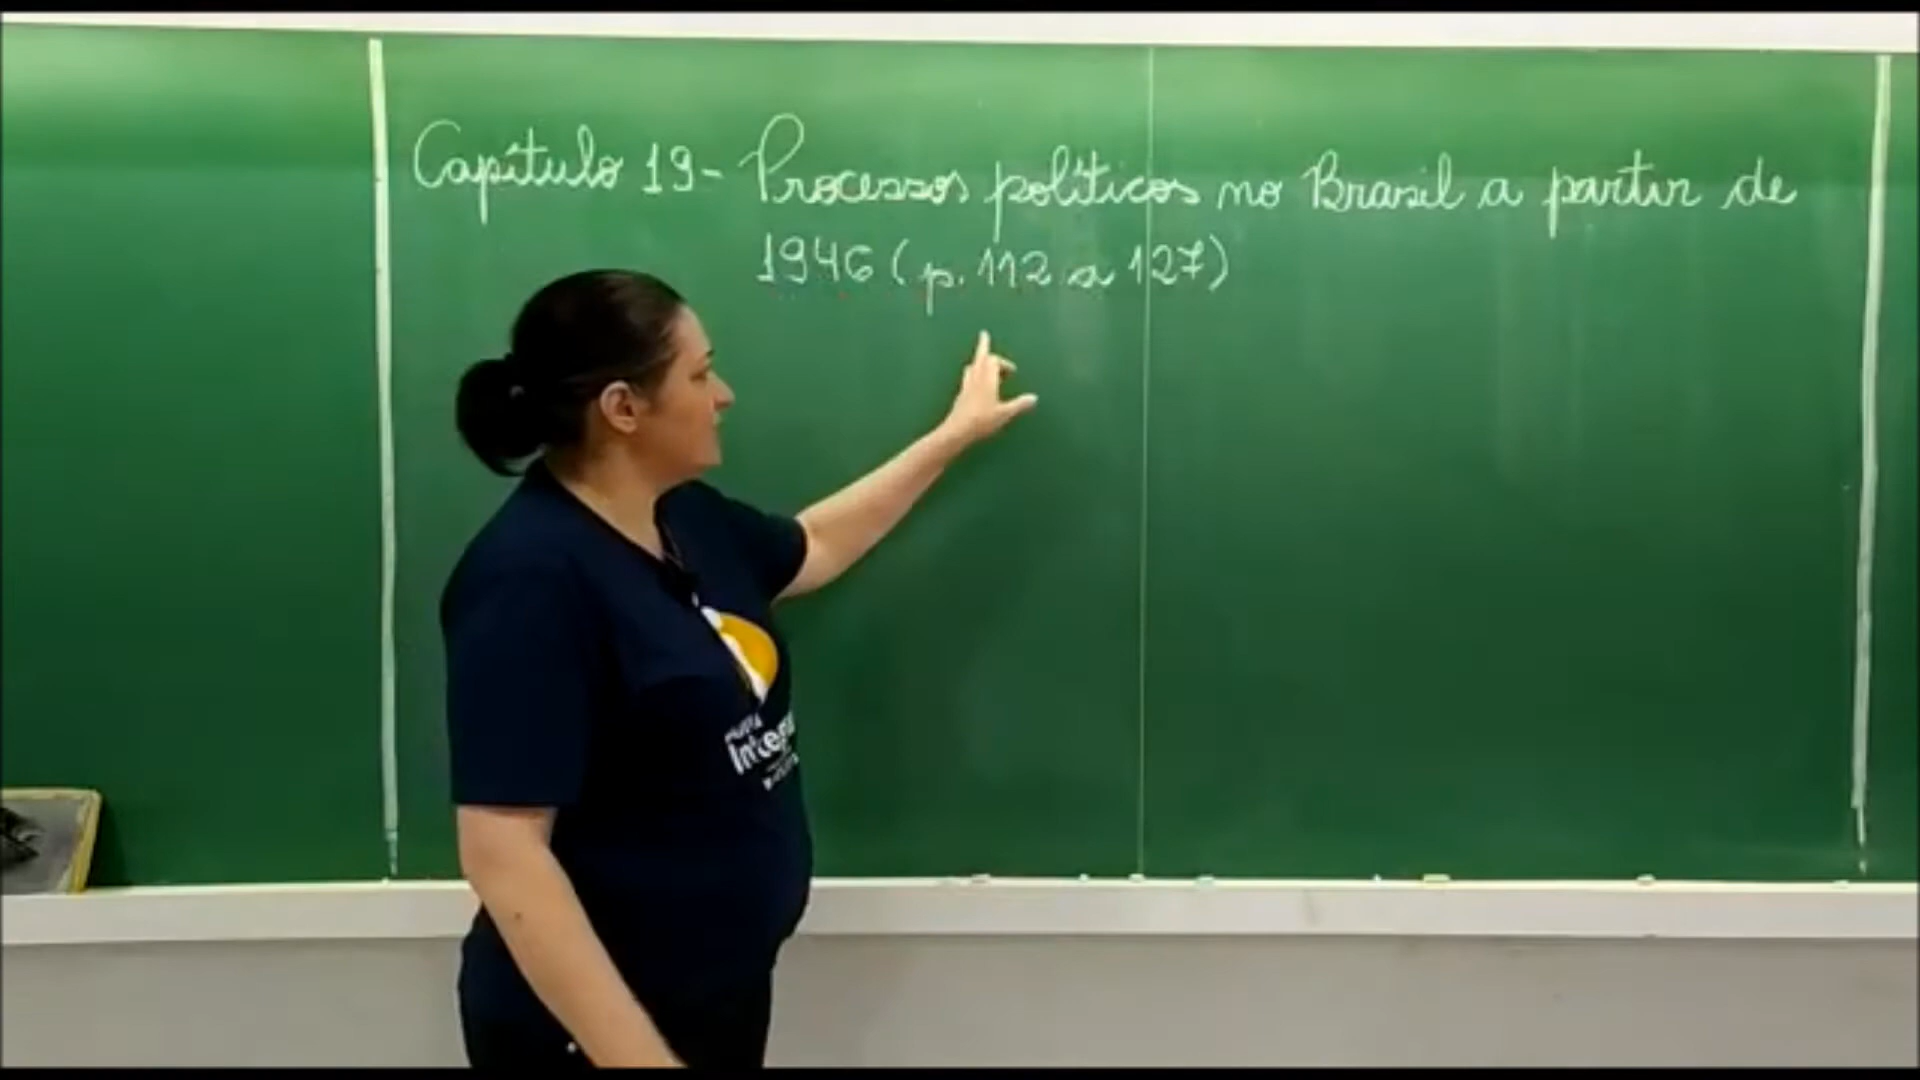 Capítulo 19- Processos políticos no Brasil a partir de
1946 (p. 112 a 127)